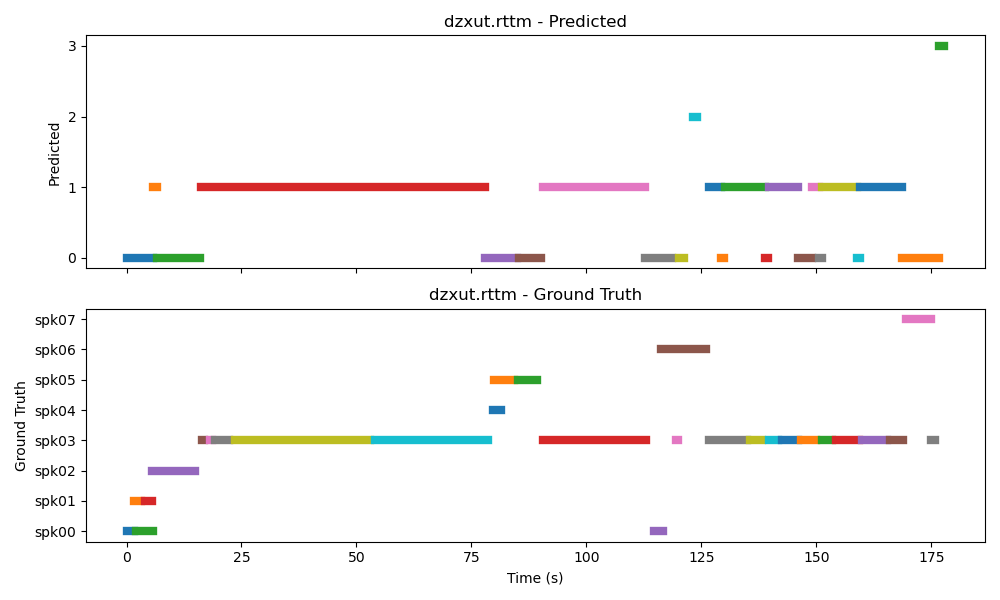 dzxut.rttm - Predicted
3
2
1
0
Predicted
dzxut.rttm - Ground Truth
spk07
spk06
spk05
spk04
spk03
spk02
spk01
spk00
Ground Truth
0 25 50 75 100 125 150 175
Time (s)